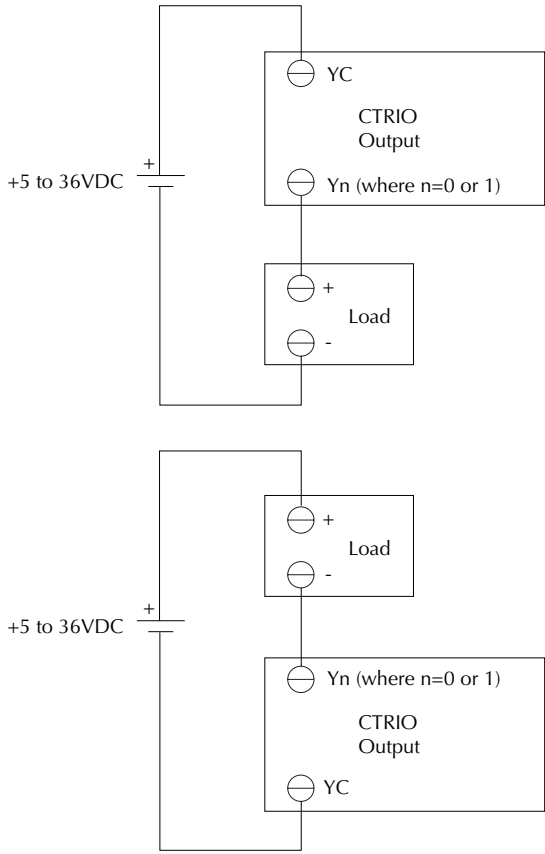 YC
CTRIO
Output
+
+5 to 36VDC
Yn (where n=0 or 1)
+
Load
-
+
Load
-
+
+5 to 36VDC
Yn (where n=0 or 1)
CTRIO
Output
YC